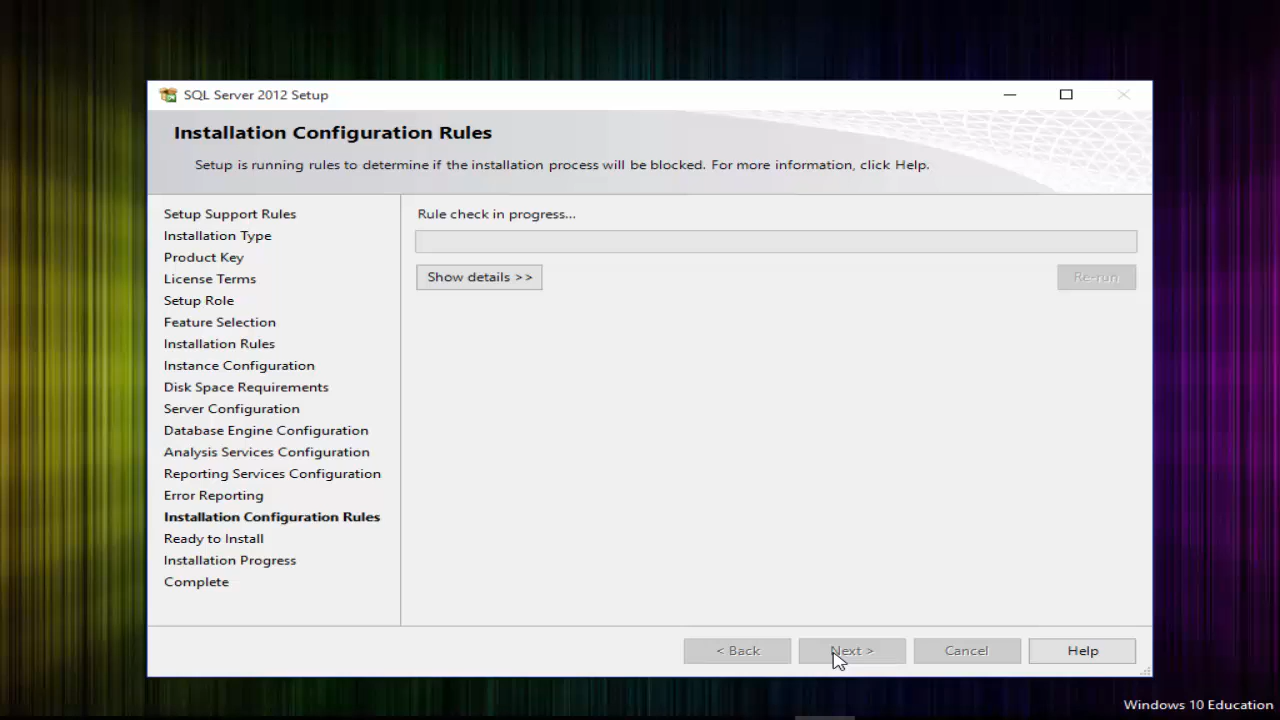 SQL Server 2012 Setup
Installation Configuration Rules
Setup is running rules to determine if the installation process will be blocked. For more information, click Help.
Setup Support Rules
Installation Type
Product Key
License Terms
Setup Role
Feature Selection
Installation Rules
Instance Configuration
Disk Space Requirements
Server Configuration
Database Engine Configuration
Analysis Services Configuration
Reporting Services Configuration
Error Reporting
Installation Configuration Rules
Ready to Install
Installation Progress
Complete
Rule check in progress...
Show details >>
Re-run
< Back
Next >
Cancel
Help
Windows 10 Education